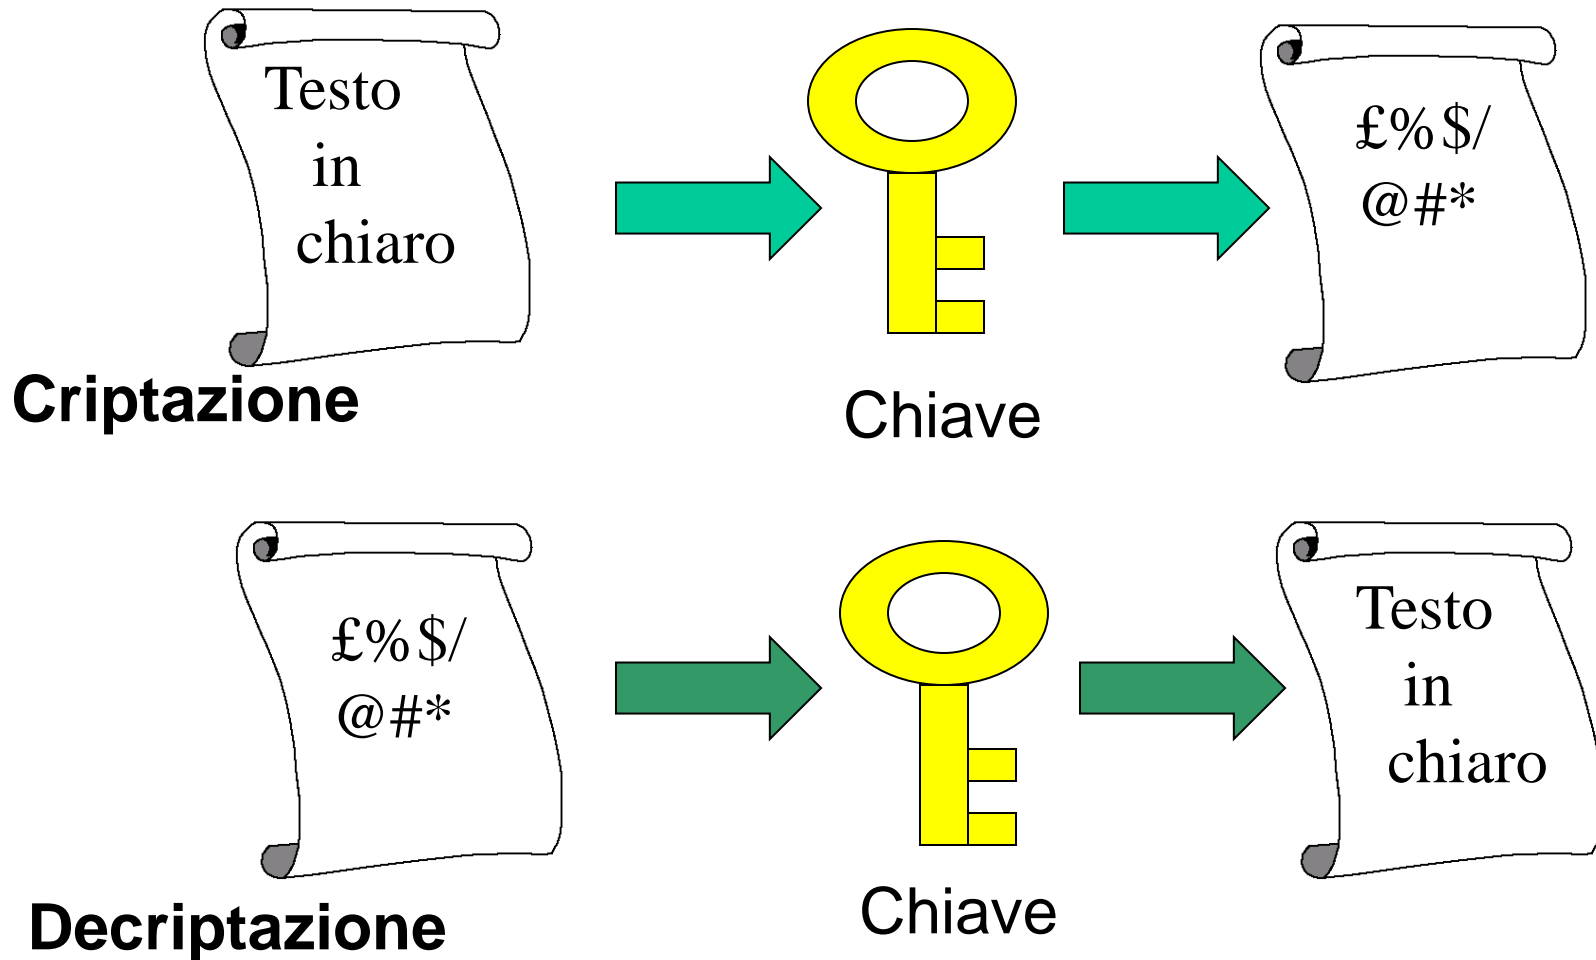 Testo
in
chiaro
£%$/
@#*
Criptazione
Chiave
£%$/
@#*
Testo
in
chiaro
Decriptazione
Chiave